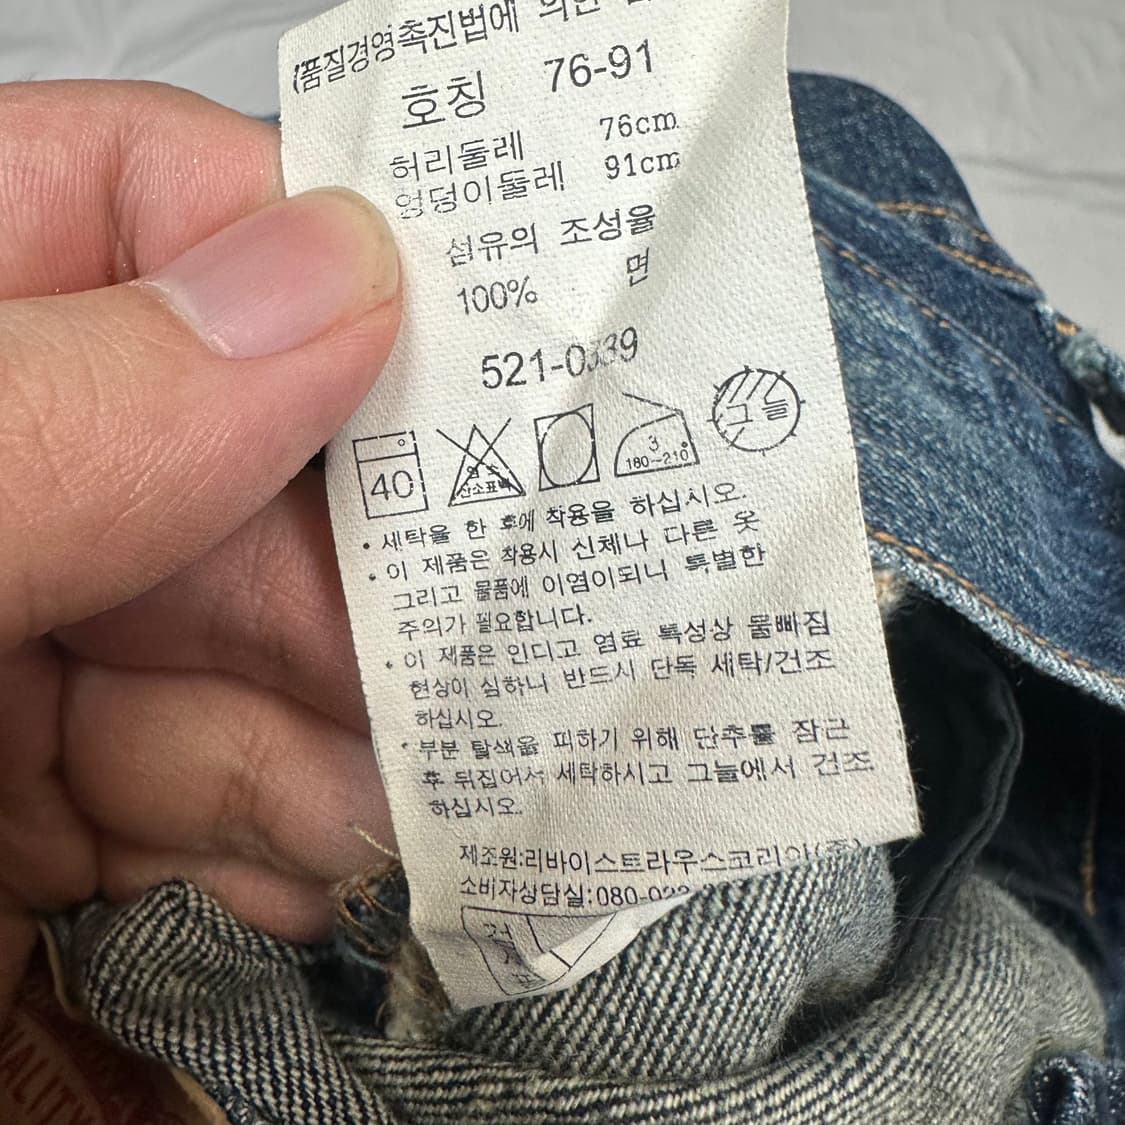 (품질경영촉진법에 의한
호칭 76-91
허리둘레 76cm
엉덩이둘레 91cm
섬유의 조성율
100% 면
521-0339
40
염소 산소표백
3 180~210°
그늘
• 세탁을 한 후에 착용을 하십시오.
• 이 제품은 착용시 신체나 다른 옷
그리고 물품에 이염이되니 특별한
주의가 필요합니다.
• 이 제품은 인디고 염료 특성상 물빠짐
현상이 심하니 반드시 단독 세탁/건조
하십시오.
• 부분 탈색을 피하기 위해 단추를 잠근
후 뒤집어서 세탁하시고 그늘에서 건조
하십시오.
제조원:리바이스트라우스코리아(주)
소비자상담실:080-022
검